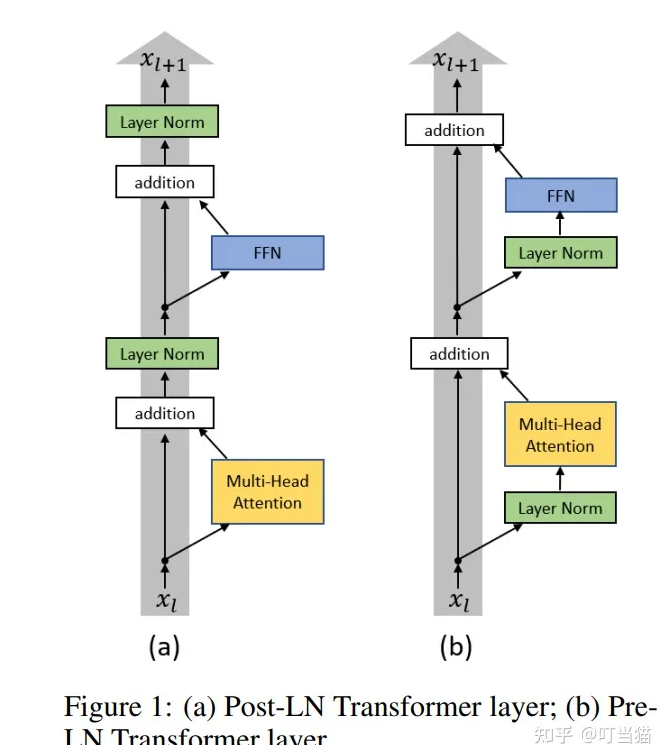 x_{l+1}
Layer Norm
addition
FFN
Layer Norm
addition
Multi-Head
Attention
x_l
(a)
x_{l+1}
addition
FFN
Layer Norm
addition
Multi-Head
Attention
Layer Norm
x_l
(b)
Figure 1: (a) Post-LN Transformer layer; (b) Pre-
LN Transformer layer
知乎 @叮当猫